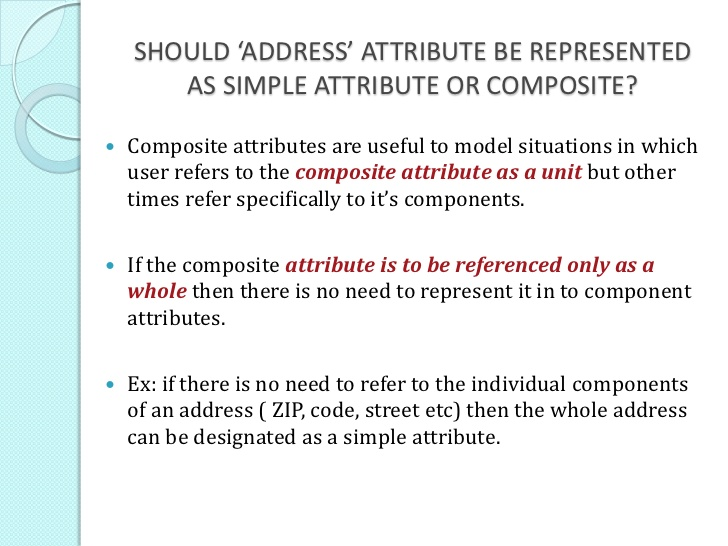 SHOULD ‘ADDRESS’ ATTRIBUTE BE REPRESENTED
AS SIMPLE ATTRIBUTE OR COMPOSITE?
• Composite attributes are useful to model situations in which
user refers to the composite attribute as a unit but other
times refer specifically to it’s components.
• If the composite attribute is to be referenced only as a
whole then there is no need to represent it in to component
attributes.
• Ex: if there is no need to refer to the individual components
of an address ( ZIP, code, street etc) then the whole address
can be designated as a simple attribute.